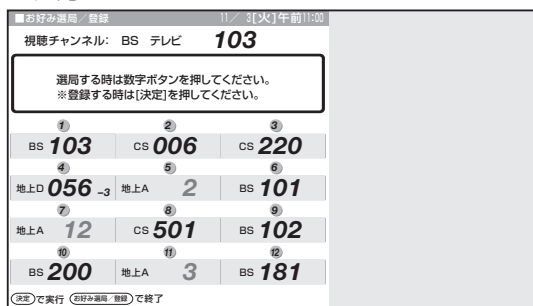 ■お好み選局／登録 11／ 3[火]午前11:00
視聴チャンネル: BS テレビ 103
選局する時は数字ボタンを押してください。
※登録する時は[決定]を押してください。
1 2 3
BS 103 CS 006 CS 220
4 5 6
地上D 056 -3 地上A 2 BS 101
7 8 9
地上A 12 CS 501 BS 102
10 11 12
BS 200 地上A 3 BS 181
決定で実行 お好み選局／登録で終了